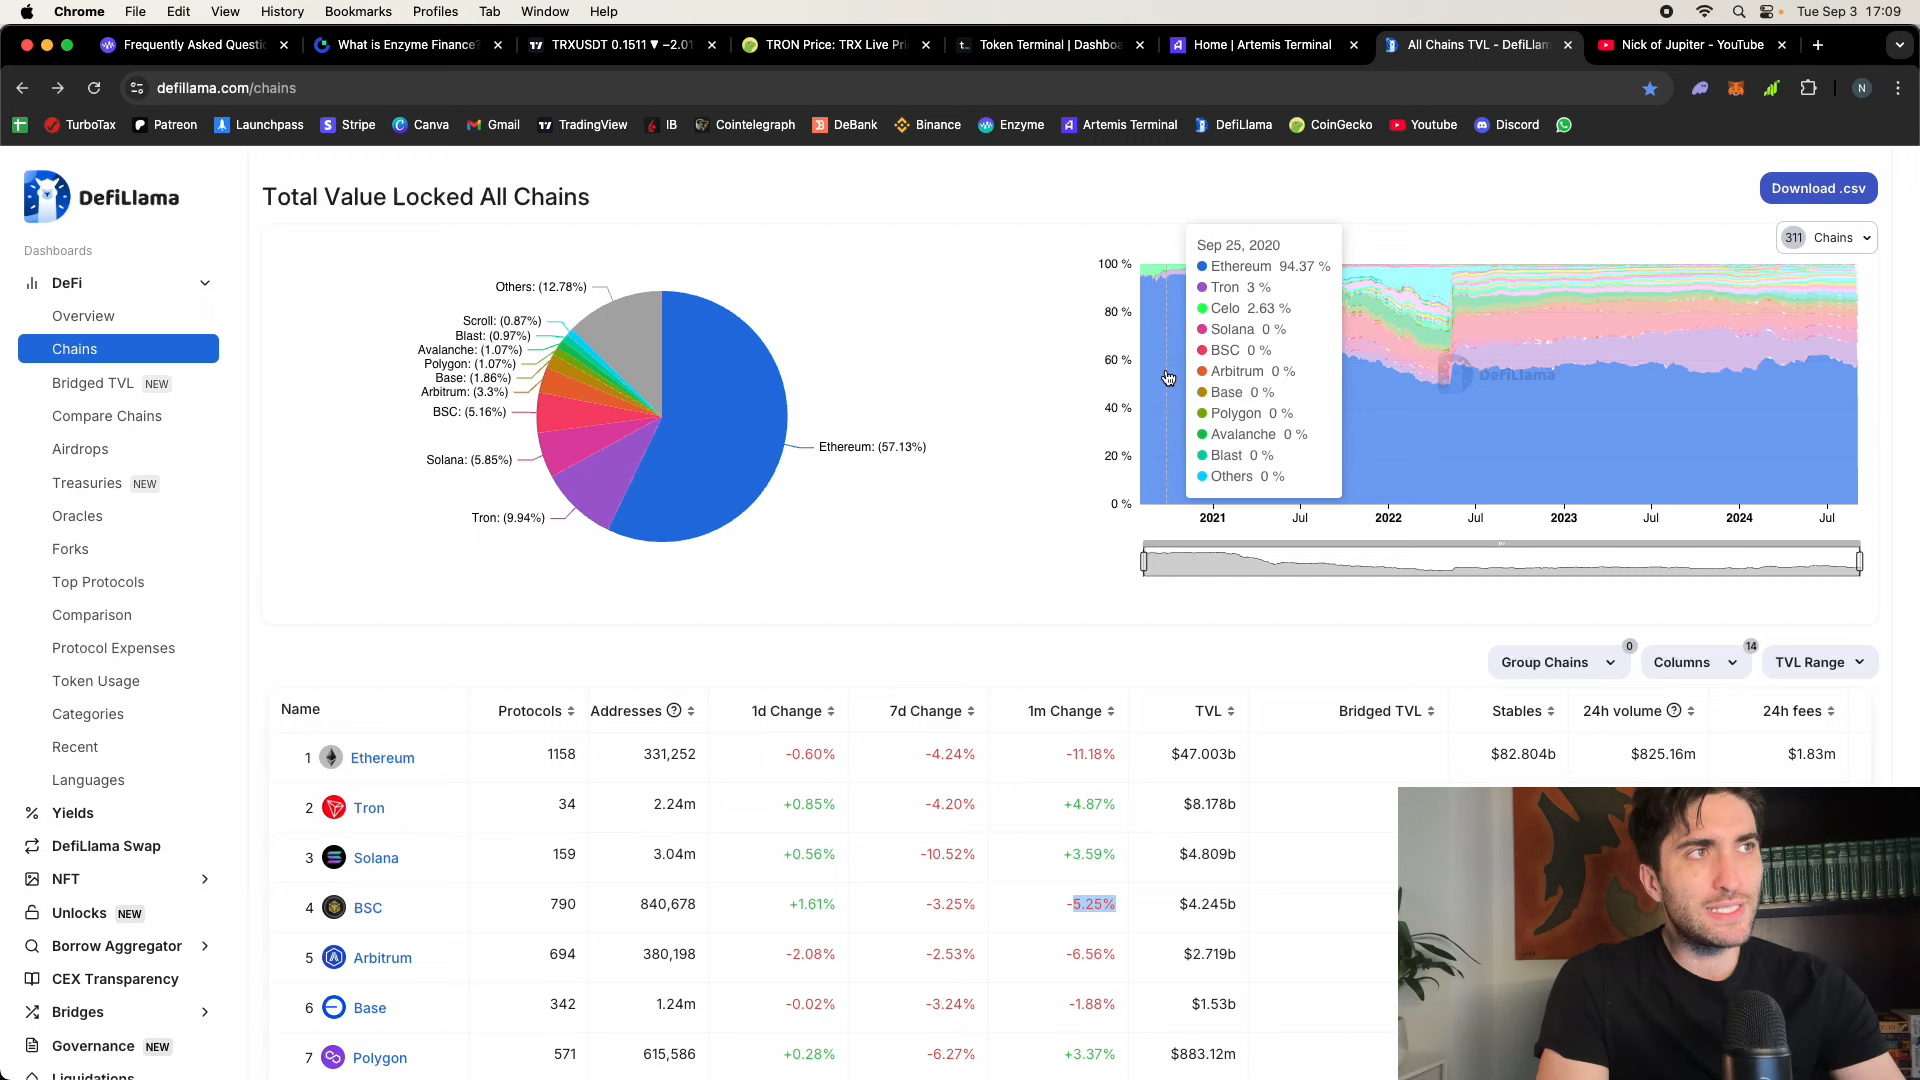 Chrome File Edit View History Bookmarks Profiles Tab Window Help Tue Sep 3 17:09
Frequently Asked Questic What is Enzyme Finance? TRXUSDT 0.1511 ▼ −2.01 TRON Price: TRX Live Pri Token Terminal | Dashboa Home | Artemis Terminal All Chains TVL - DefiLlam Nick of Jupiter - YouTube
defillama.com/chains N
TurboTax Patreon Launchpass Stripe Canva Gmail TradingView IB Cointelegraph DeBank Binance Enzyme Artemis Terminal DefiLlama CoinGecko Youtube Discord
DefiLlama
Total Value Locked All Chains
Download .csv
311 Chains
Dashboards
DeFi
Overview
Chains
Bridged TVL NEW
Compare Chains
Airdrops
Treasuries NEW
Oracles
Forks
Top Protocols
Comparison
Protocol Expenses
Token Usage
Categories
Recent
Languages
Yields
DefiLlama Swap
NFT
Unlocks NEW
Borrow Aggregator
CEX Transparency
Bridges
Governance NEW
Liquidations
Others: (12.78%)
Scroll: (0.87%)
Blast: (0.97%)
Avalanche: (1.07%)
Polygon: (1.07%)
Base: (1.86%)
Arbitrum: (3.3%)
BSC: (5.16%)
Solana: (5.85%)
Tron: (9.94%)
Ethereum: (57.13%)
100 %
80 %
60 %
40 %
20 %
0 %
Sep 25, 2020
Ethereum 94.37 %
Tron 3 %
Celo 2.63 %
Solana 0 %
BSC 0 %
Arbitrum 0 %
Base 0 %
Polygon 0 %
Avalanche 0 %
Blast 0 %
Others 0 %
DefiLlama
2021 Jul 2022 Jul 2023 Jul 2024 Jul
Group Chains 0 Columns 14 TVL Range
Name Protocols Addresses 1d Change 7d Change 1m Change TVL Bridged TVL Stables 24h volume 24h fees
1 Ethereum 1158 331,252 -0.60% -4.24% -11.18% $47.003b $82.804b $825.16m $1.83m
2 Tron 34 2.24m +0.85% -4.20% +4.87% $8.178b
3 Solana 159 3.04m +0.56% -10.52% +3.59% $4.809b
4 BSC 790 840,678 +1.61% -3.25% -5.25% $4.245b
5 Arbitrum 694 380,198 -2.08% -2.53% -6.56% $2.719b
6 Base 342 1.24m -0.02% -3.24% -1.88% $1.53b
7 Polygon 571 615,586 +0.28% -6.27% +3.37% $883.12m